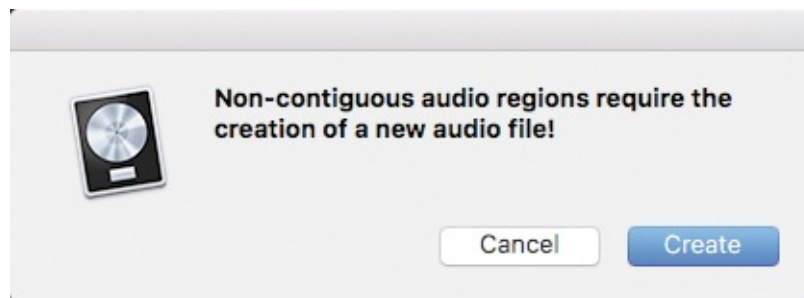 Non-contiguous audio regions require the
creation of a new audio file!
Cancel
Create